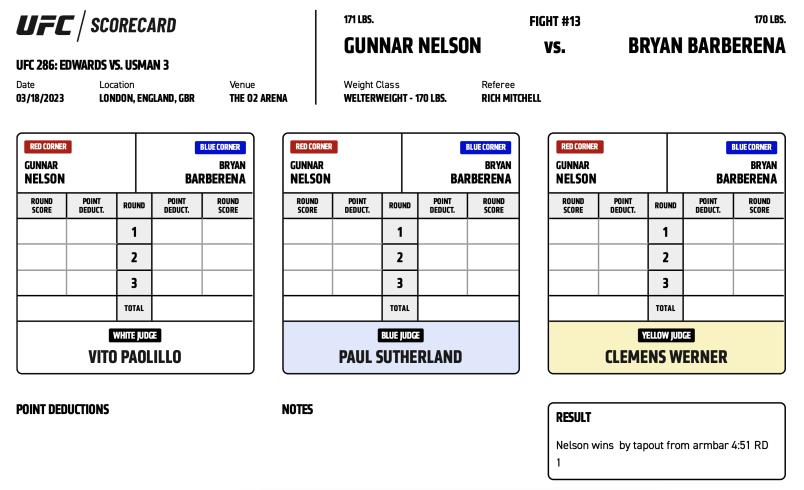 UFC / SCORECARD
UFC 286: EDWARDS VS. USMAN 3
Date Location Venue
03/18/2023 LONDON, ENGLAND, GBR THE O2 ARENA
171 LBS. FIGHT #13 170 LBS.
GUNNAR NELSON VS. BRYAN BARBERENA
Weight Class Referee
WELTERWEIGHT - 170 LBS. RICH MITCHELL
RED CORNER BLUE CORNER
GUNNAR BRYAN
NELSON BARBERENA
ROUND POINT ROUND POINT ROUND
SCORE DEDUCT. DEDUCT. SCORE
1
2
3
TOTAL
WHITE JUDGE
VITO PAOLILLO
RED CORNER BLUE CORNER
GUNNAR BRYAN
NELSON BARBERENA
ROUND POINT ROUND POINT ROUND
SCORE DEDUCT. DEDUCT. SCORE
1
2
3
TOTAL
BLUE JUDGE
PAUL SUTHERLAND
RED CORNER BLUE CORNER
GUNNAR BRYAN
NELSON BARBERENA
ROUND POINT ROUND POINT ROUND
SCORE DEDUCT. DEDUCT. SCORE
1
2
3
TOTAL
YELLOW JUDGE
CLEMENS WERNER
POINT DEDUCTIONS
NOTES
RESULT
Nelson wins by tapout from armbar 4:51 RD
1